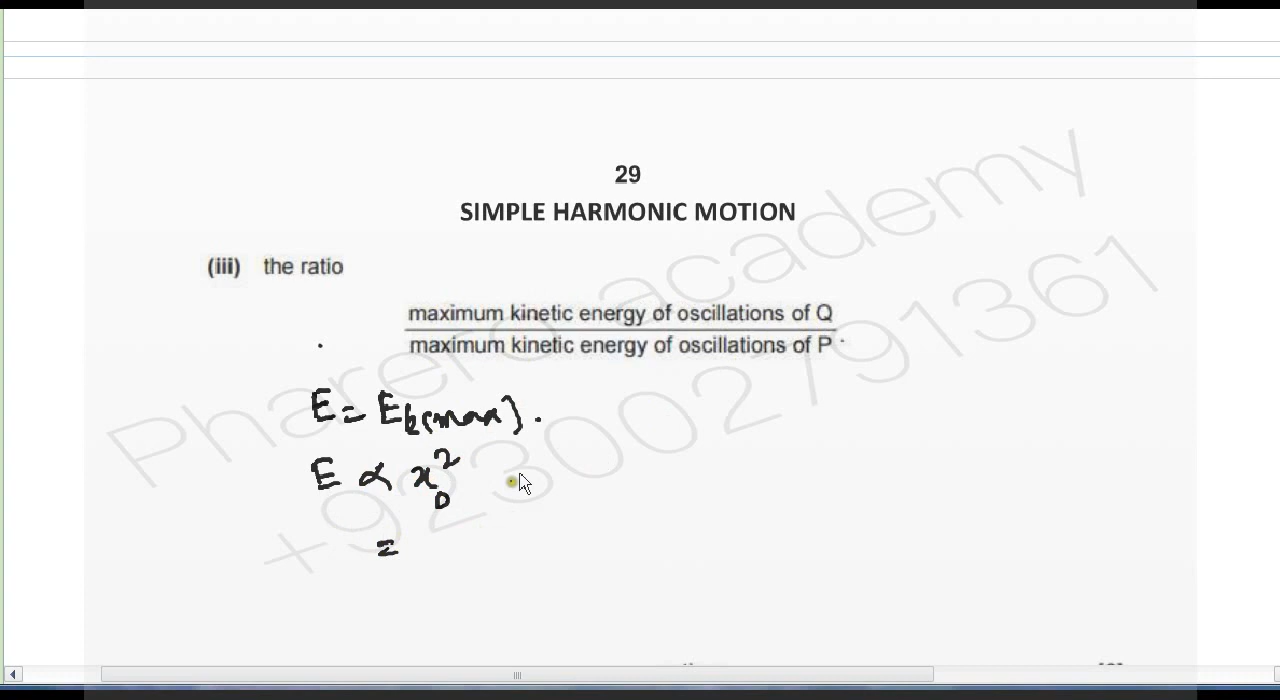 29
SIMPLE HARMONIC MOTION
(iii) the ratio
maximum kinetic energy of oscillations of Q
maximum kinetic energy of oscillations of P .
E = Ek(max).
E ∝ x₀²
=
Pharero academy
+923002791361